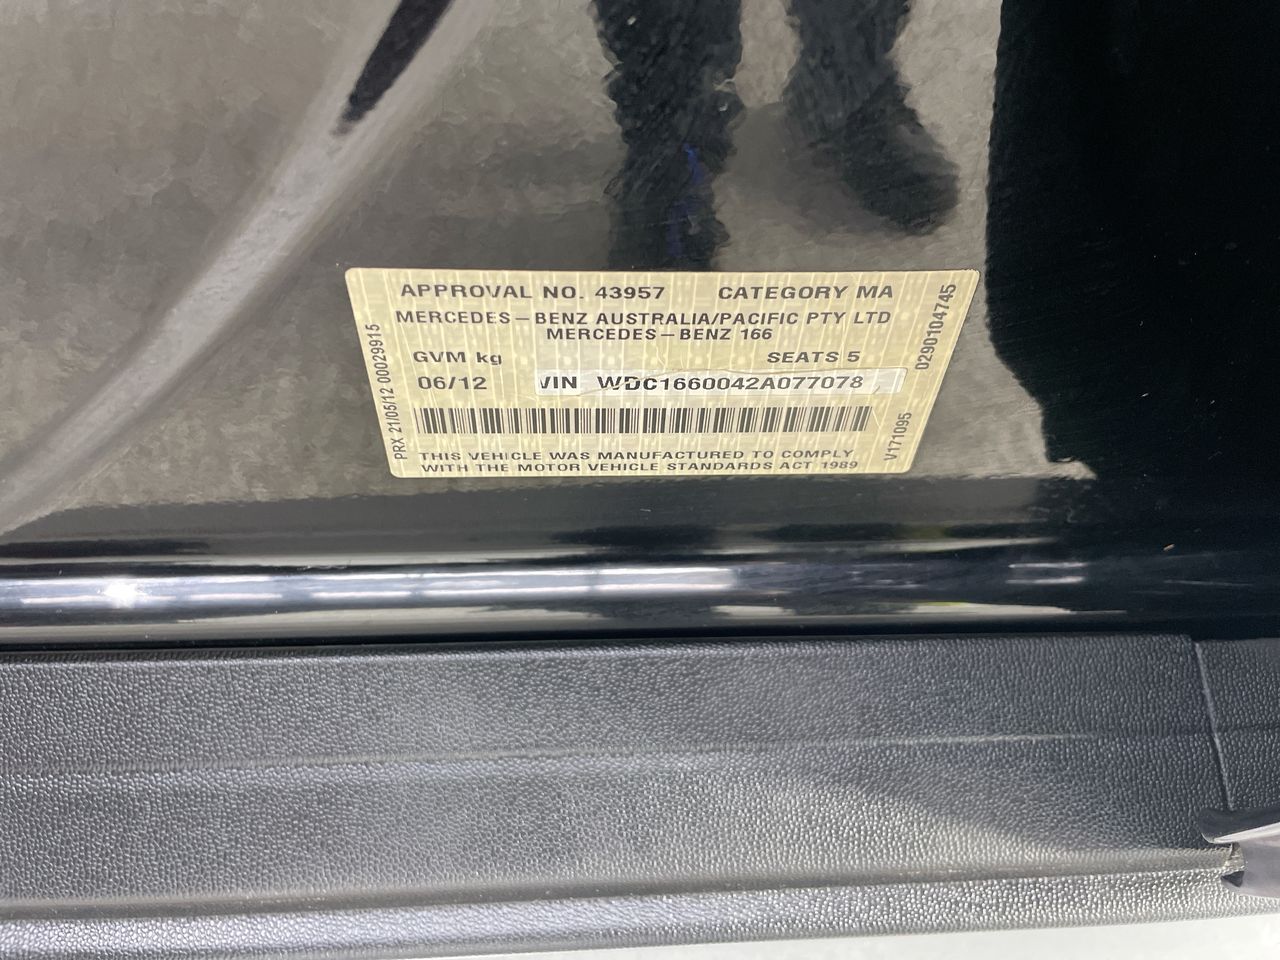 APPROVAL NO. 43957 CATEGORY MA
MERCEDES-BENZ AUSTRALIA/PACIFIC PTY LTD
MERCEDES-BENZ 166
GVM kg SEATS 5
06/12 VIN WDC1660042A077078
THIS VEHICLE WAS MANUFACTURED TO COMPLY
WITH THE MOTOR VEHICLE STANDARDS ACT 1989
PRX 21/05/12 00029915
0290104745
V171095